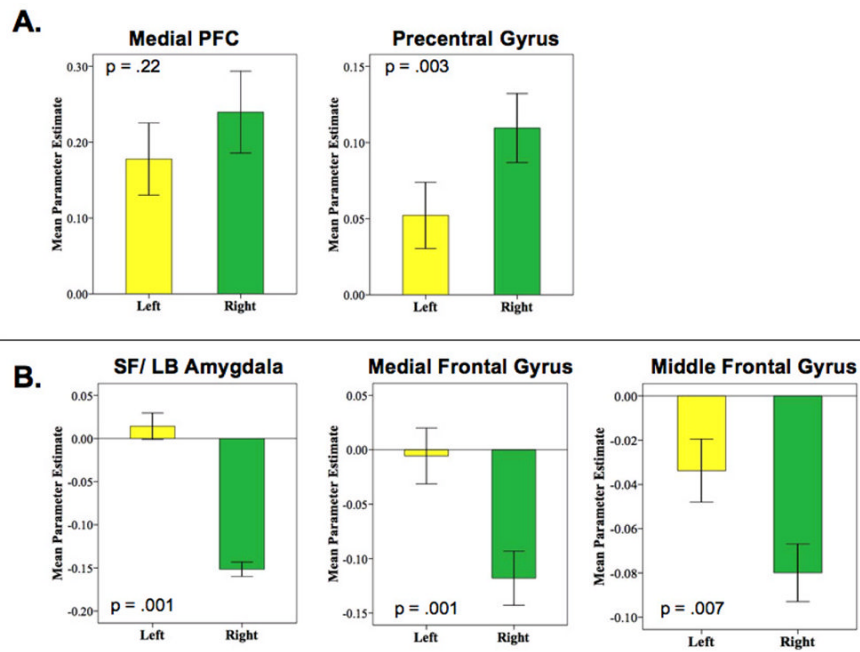 A.
Medial PFC
p = .22
Mean Parameter Estimate
0.30
0.20
0.10
0.00
Left Right
Precentral Gyrus
p = .003
Mean Parameter Estimate
0.15
0.10
0.05
0.00
Left Right
B.
SF/ LB Amygdala
Mean Parameter Estimate
0.05
0.00
-0.05
-0.10
-0.15
-0.20
p = .001
Left Right
Medial Frontal Gyrus
Mean Parameter Estimate
0.05
0.00
-0.05
-0.10
-0.15
p = .001
Left Right
Middle Frontal Gyrus
Mean Parameter Estimate
0.00
-0.02
-0.04
-0.06
-0.08
-0.10
p = .007
Left Right